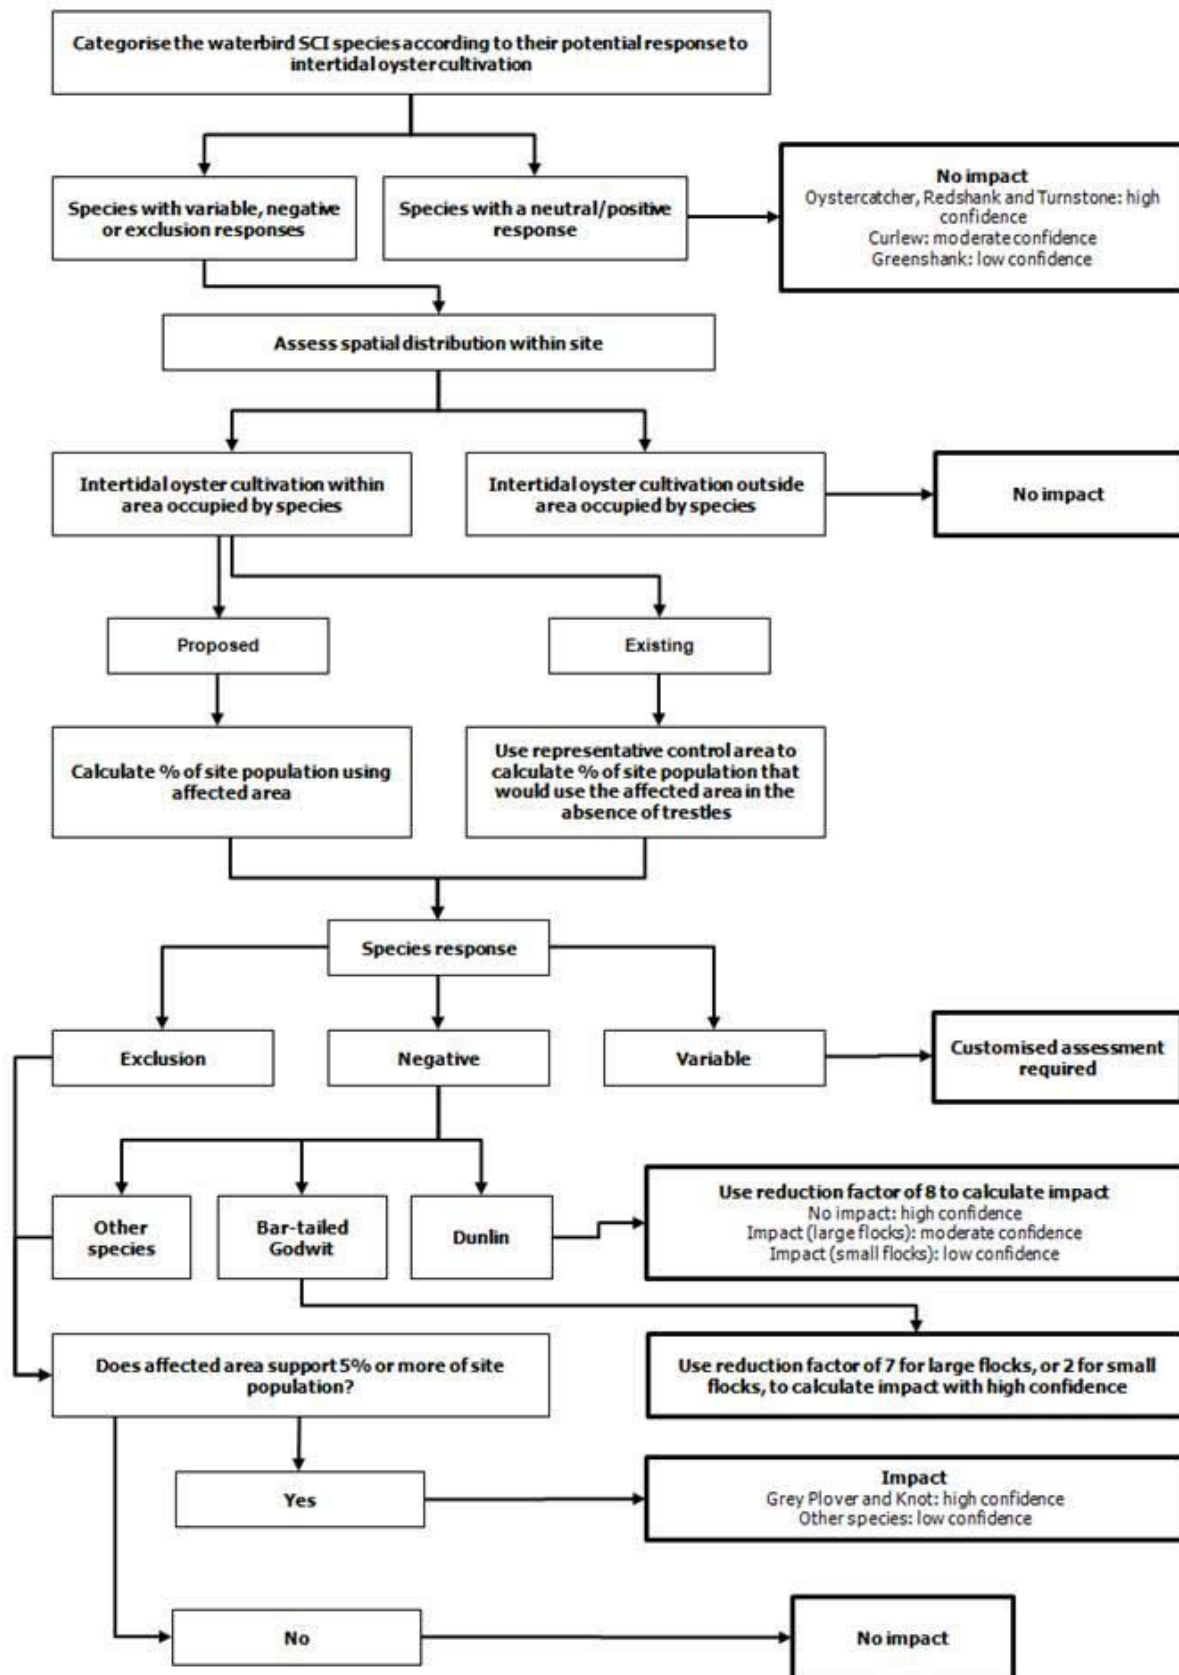 Categorise the waterbird SCI species according to their potential response to
intertidal oyster cultivation
Species with variable, negative
or exclusion responses
Species with a neutral/positive
response
No impact
Oystercatcher, Redshank and Turnstone: high
confidence
Curlew: moderate confidence
Greenshank: low confidence
Assess spatial distribution within site
Intertidal oyster cultivation within
area occupied by species
Intertidal oyster cultivation outside
area occupied by species
No impact
Proposed
Existing
Calculate % of site population using
affected area
Use representative control area to
calculate % of site population that
would use the affected area in the
absence of trestles
Species response
Exclusion
Negative
Variable
Customised assessment
required
Other
species
Bar-tailed
Godwit
Dunlin
Use reduction factor of 8 to calculate impact
No impact: high confidence
Impact (large flocks): moderate confidence
Impact (small flocks): low confidence
Does affected area support 5% or more of site
population?
Use reduction factor of 7 for large flocks, or 2 for small
flocks, to calculate impact with high confidence
Yes
Impact
Grey Plover and Knot: high confidence
Other species: low confidence
No
No impact